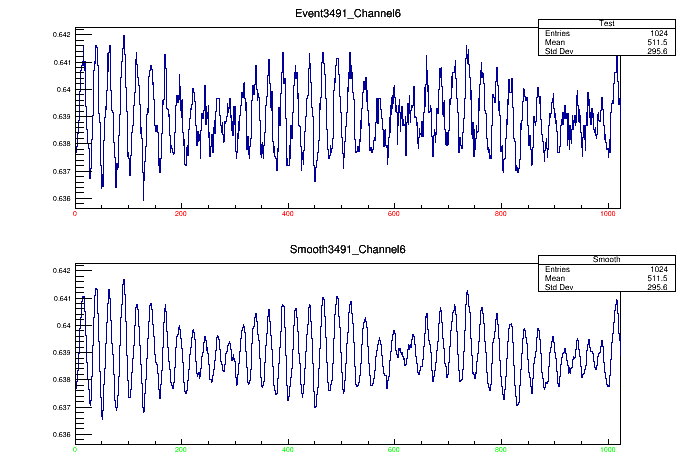 Event3491_Channel6
Test
Entries 1024
Mean 511.5
Std Dev 295.6
0.642
0.641
0.64
0.639
0.638
0.637
0.636
0 200 400 600 800 1000
Smooth3491_Channel6
Smooth
Entries 1024
Mean 511.5
Std Dev 295.6
0.642
0.641
0.64
0.639
0.638
0.637
0.636
0 200 400 600 800 1000